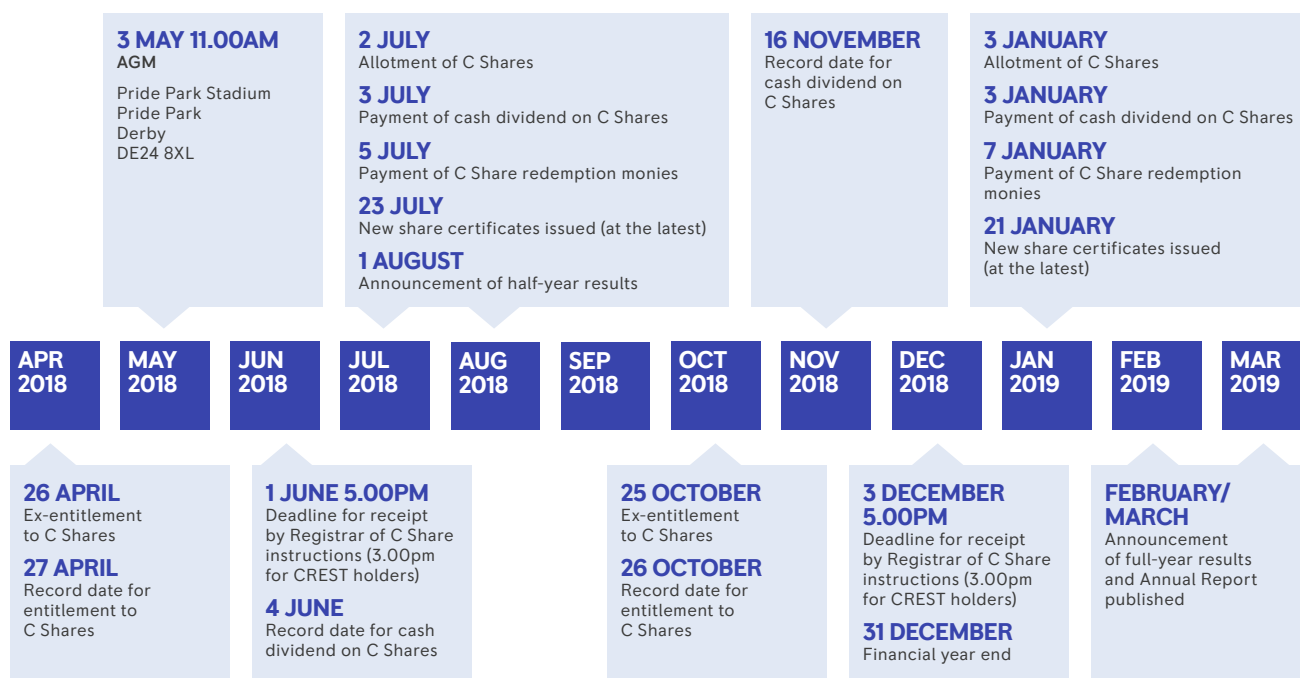 3 MAY 11.00AM
AGM
Pride Park Stadium
Pride Park
Derby
DE24 8XL
2 JULY
Allotment of C Shares
3 JULY
Payment of cash dividend on C Shares
5 JULY
Payment of C Share redemption monies
23 JULY
New share certificates issued (at the latest)
1 AUGUST
Announcement of half-year results
16 NOVEMBER
Record date for
cash dividend on
C Shares
3 JANUARY
Allotment of C Shares
3 JANUARY
Payment of cash dividend on C Shares
7 JANUARY
Payment of C Share redemption
monies
21 JANUARY
New share certificates issued
(at the latest)
APR
2018
MAY
2018
JUN
2018
JUL
2018
AUG
2018
SEP
2018
OCT
2018
NOV
2018
DEC
2018
JAN
2019
FEB
2019
MAR
2019
26 APRIL
Ex-entitlement
to C Shares
27 APRIL
Record date for
entitlement to
C Shares
1 JUNE 5.00PM
Deadline for receipt
by Registrar of C Share
instructions (3.00pm
for CREST holders)
4 JUNE
Record date for cash
dividend on C Shares
25 OCTOBER
Ex-entitlement
to C Shares
26 OCTOBER
Record date for
entitlement to
C Shares
3 DECEMBER
5.00PM
Deadline for receipt
by Registrar of C Share
instructions (3.00pm
for CREST holders)
31 DECEMBER
Financial year end
FEBRUARY/
MARCH
Announcement
of full-year results
and Annual Report
published